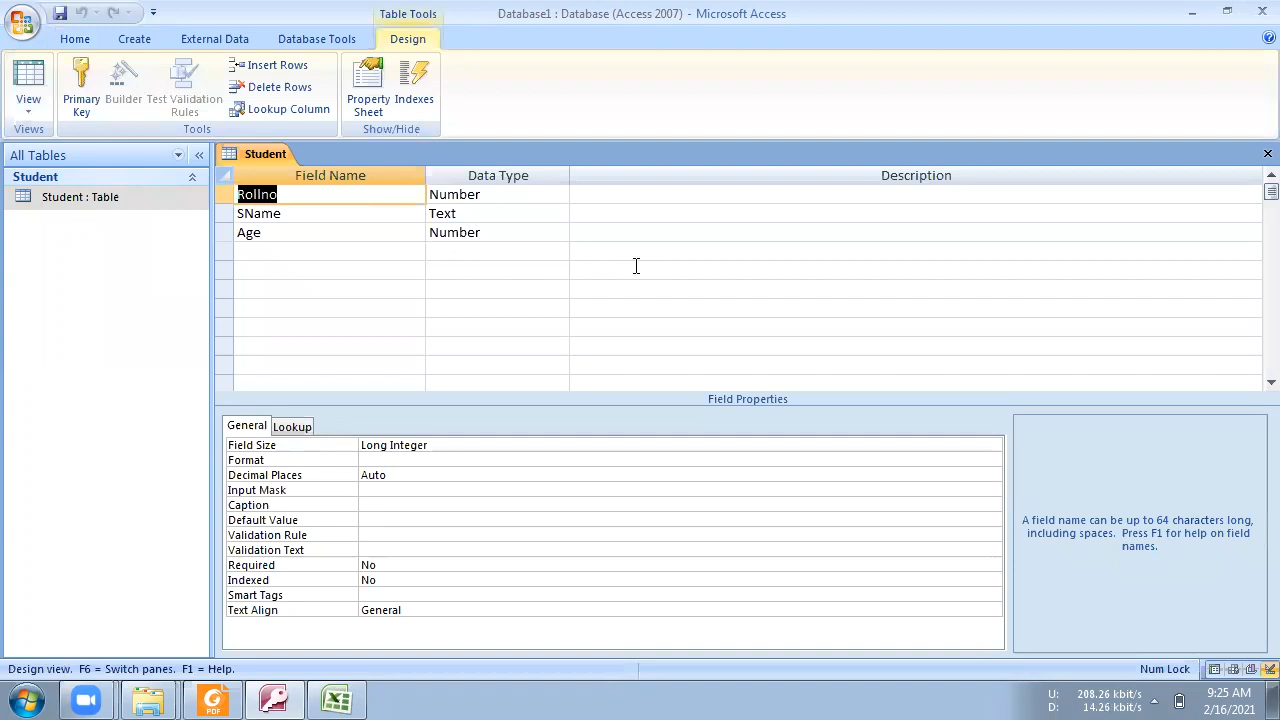 Table Tools
Database1 : Database (Access 2007) - Microsoft Access
Home Create External Data Database Tools Design
View
Views
Primary Key
Builder
Test Validation Rules
Insert Rows
Delete Rows
Lookup Column
Tools
Property Sheet
Indexes
Show/Hide
All Tables
Student
Student : Table
Student
Field Name Data Type Description
Rollno Number
SName Text
Age Number
Field Properties
General Lookup
Field Size Long Integer
Format
Decimal Places Auto
Input Mask
Caption
Default Value
Validation Rule
Validation Text
Required No
Indexed No
Smart Tags
Text Align General
A field name can be up to 64 characters long,
including spaces. Press F1 for help on field
names.
Design view. F6 = Switch panes. F1 = Help.
Num Lock
PDF
U: 208.26 kbit/s
D: 14.26 kbit/s
9:25 AM
2/16/2021